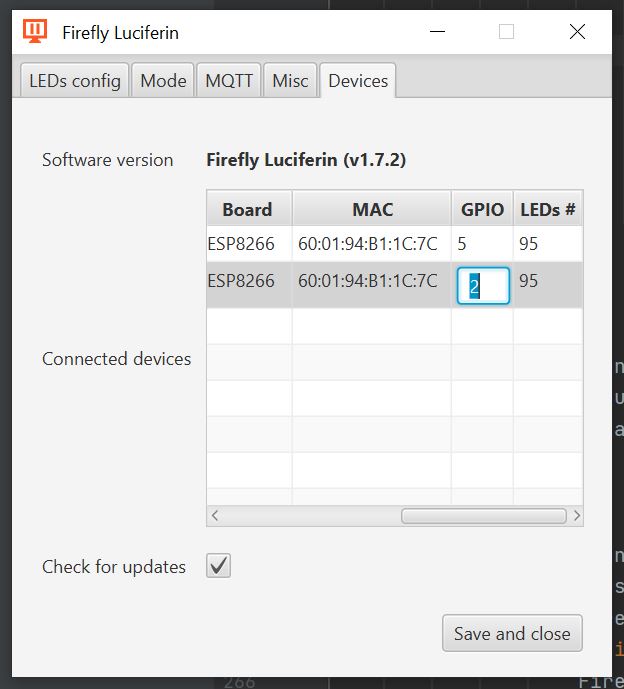 Firefly Luciferin
LEDs config Mode MQTT Misc Devices
Software version Firefly Luciferin (v1.7.2)
Board MAC GPIO LEDs #
ESP8266 60:01:94:B1:1C:7C 5 95
ESP8266 60:01:94:B1:1C:7C 2 95
Connected devices
Check for updates
Save and close
266 Fire